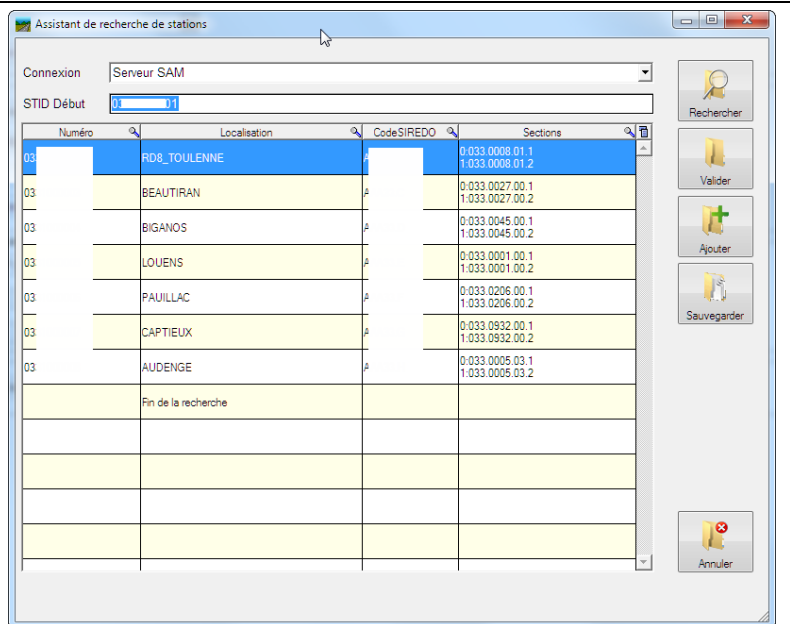 Assistant de recherche de stations
Connexion Serveur SAM
STID Début 03 01
Rechercher
Numéro Localisation CodeSIREDO Sections
03 RD8_TOULENNE A 0:033.0008.01.1
1:033.0008.01.2
Valider
03 BEAUTIRAN A 0:033.0027.00.1
1:033.0027.00.2
03 BIGANOS A 0:033.0045.00.1
1:033.0045.00.2
Ajouter
03 LOUENS A 0:033.0001.00.1
1:033.0001.00.2
03 PAUILLAC A 0:033.0206.00.1
1:033.0206.00.2
Sauvegarder
03 CAPTIEUX A 0:033.0932.00.1
1:033.0932.00.2
03 AUDENGE A 0:033.0005.03.1
1:033.0005.03.2
Fin de la recherche
Annuler